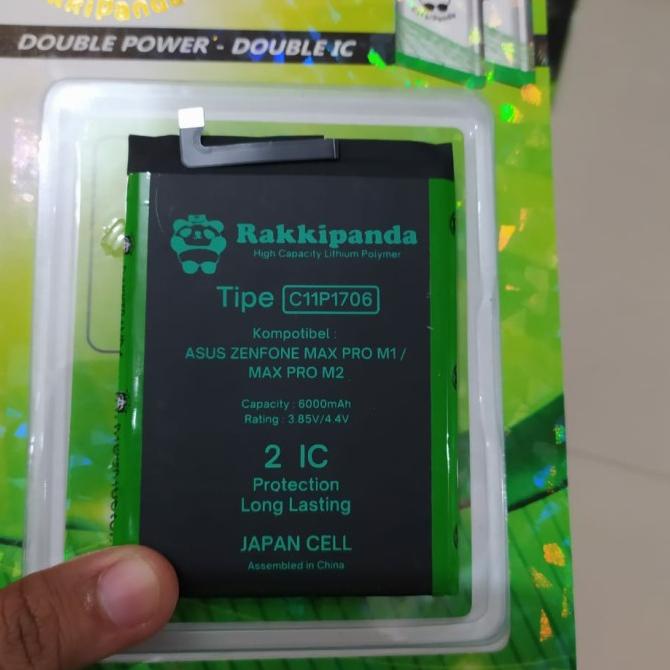 Rakkipanda
DOUBLE POWER - DOUBLE IC
Rakkipanda
High Capacity Lithium Polymer
Tipe C11P1706
Kompotibel :
ASUS ZENFONE MAX PRO M1 /
MAX PRO M2
Capacity : 6000mAh
Rating : 3.85V/4.4V
2 IC
Protection
Long Lasting
JAPAN CELL
Assembled in China